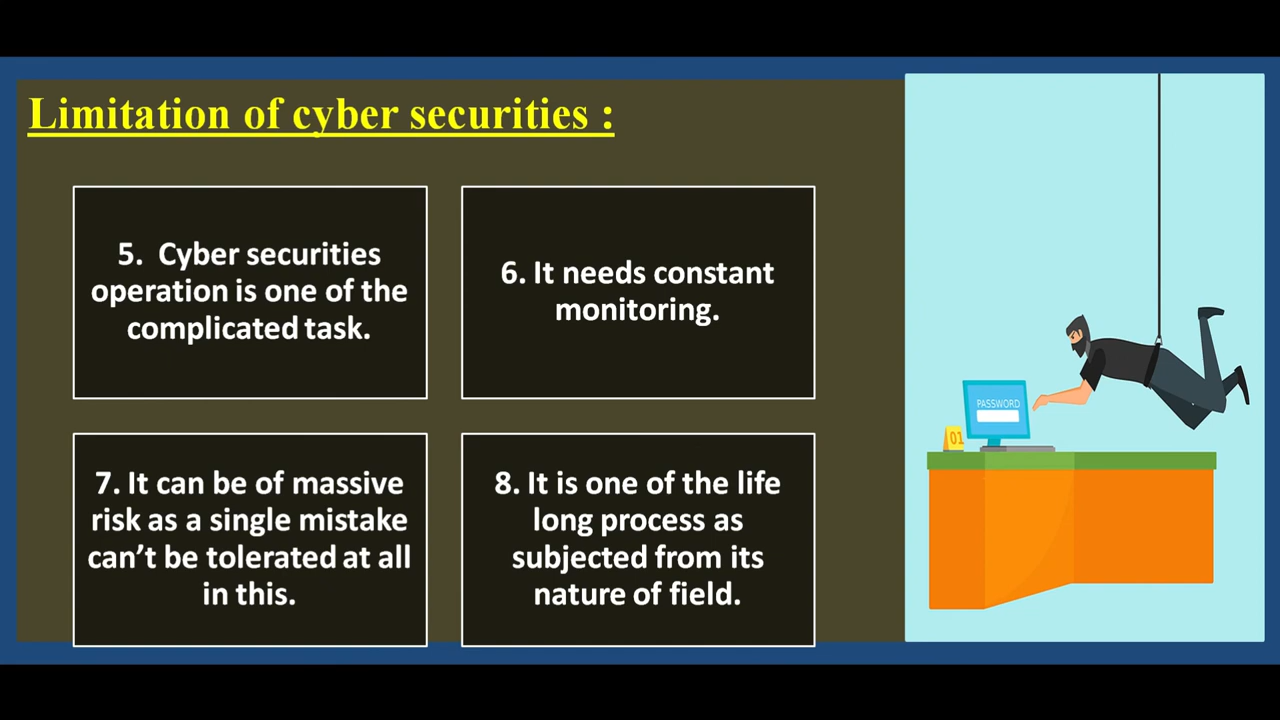 Limitation of cyber securities :
5. Cyber securities
operation is one of the
complicated task.
6. It needs constant
monitoring.
7. It can be of massive
risk as a single mistake
can't be tolerated at all
in this.
8. It is one of the life
long process as
subjected from its
nature of field.
PASSWORD
01